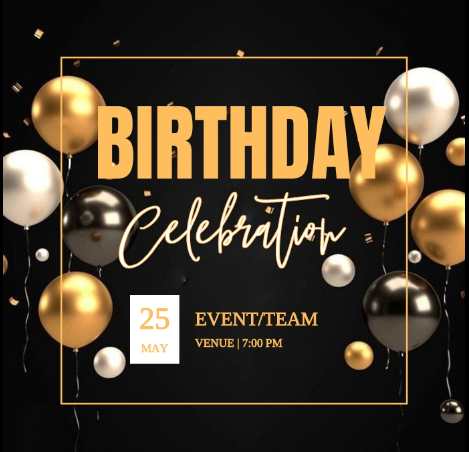 BIRTHDAY
Celebration
25
MAY
EVENT/TEAM
VENUE | 7:00 PM